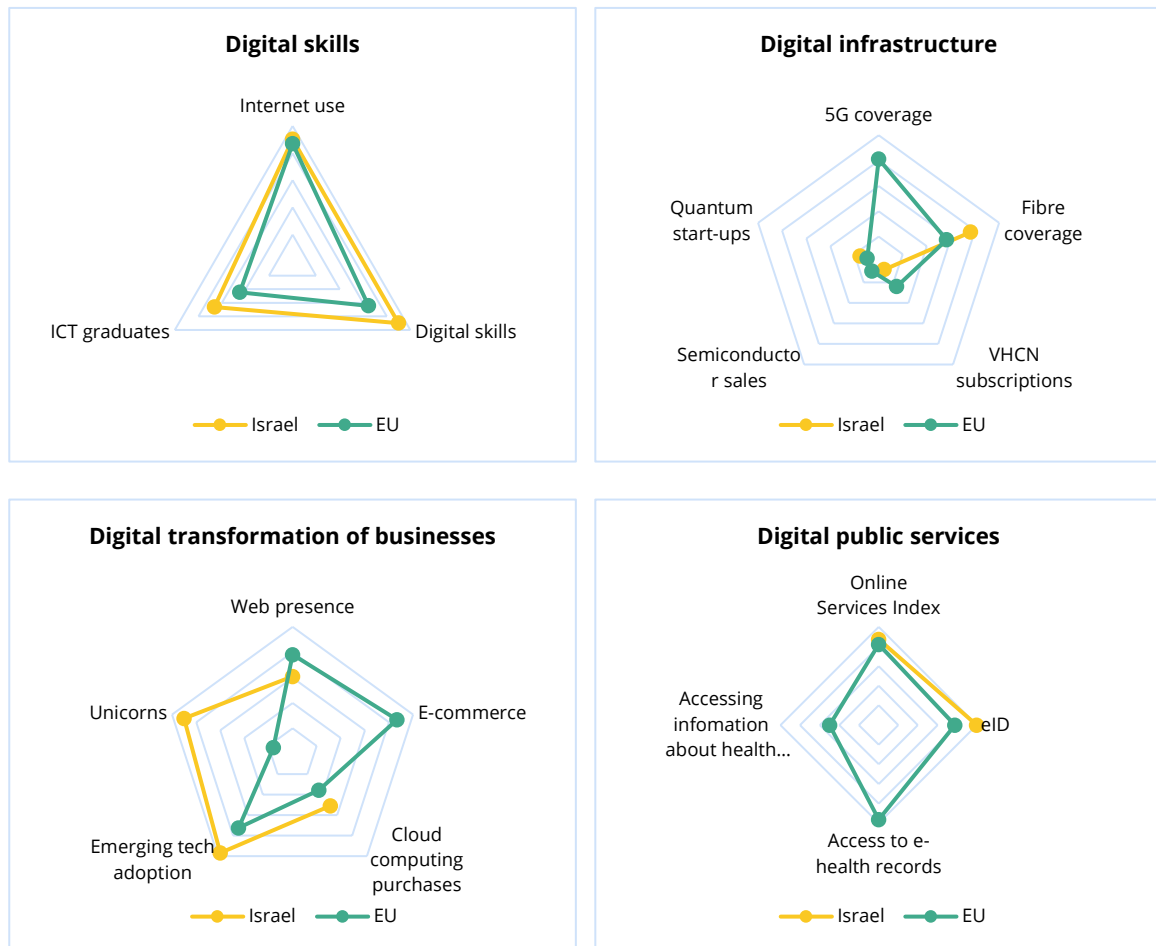 Digital skills
Internet use
ICT graduates
Digital skills
Israel
EU
Digital infrastructure
5G coverage
Quantum
start-ups
Fibre
coverage
Semiconducto
r sales
VHCN
subscriptions
Israel
EU
Digital transformation of businesses
Web presence
Unicorns
E-commerce
Emerging tech
adoption
Cloud
computing
purchases
Israel
EU
Digital public services
Online
Services Index
Accessing
infomation
about health...
eID
Access to e-
health records
Israel
EU